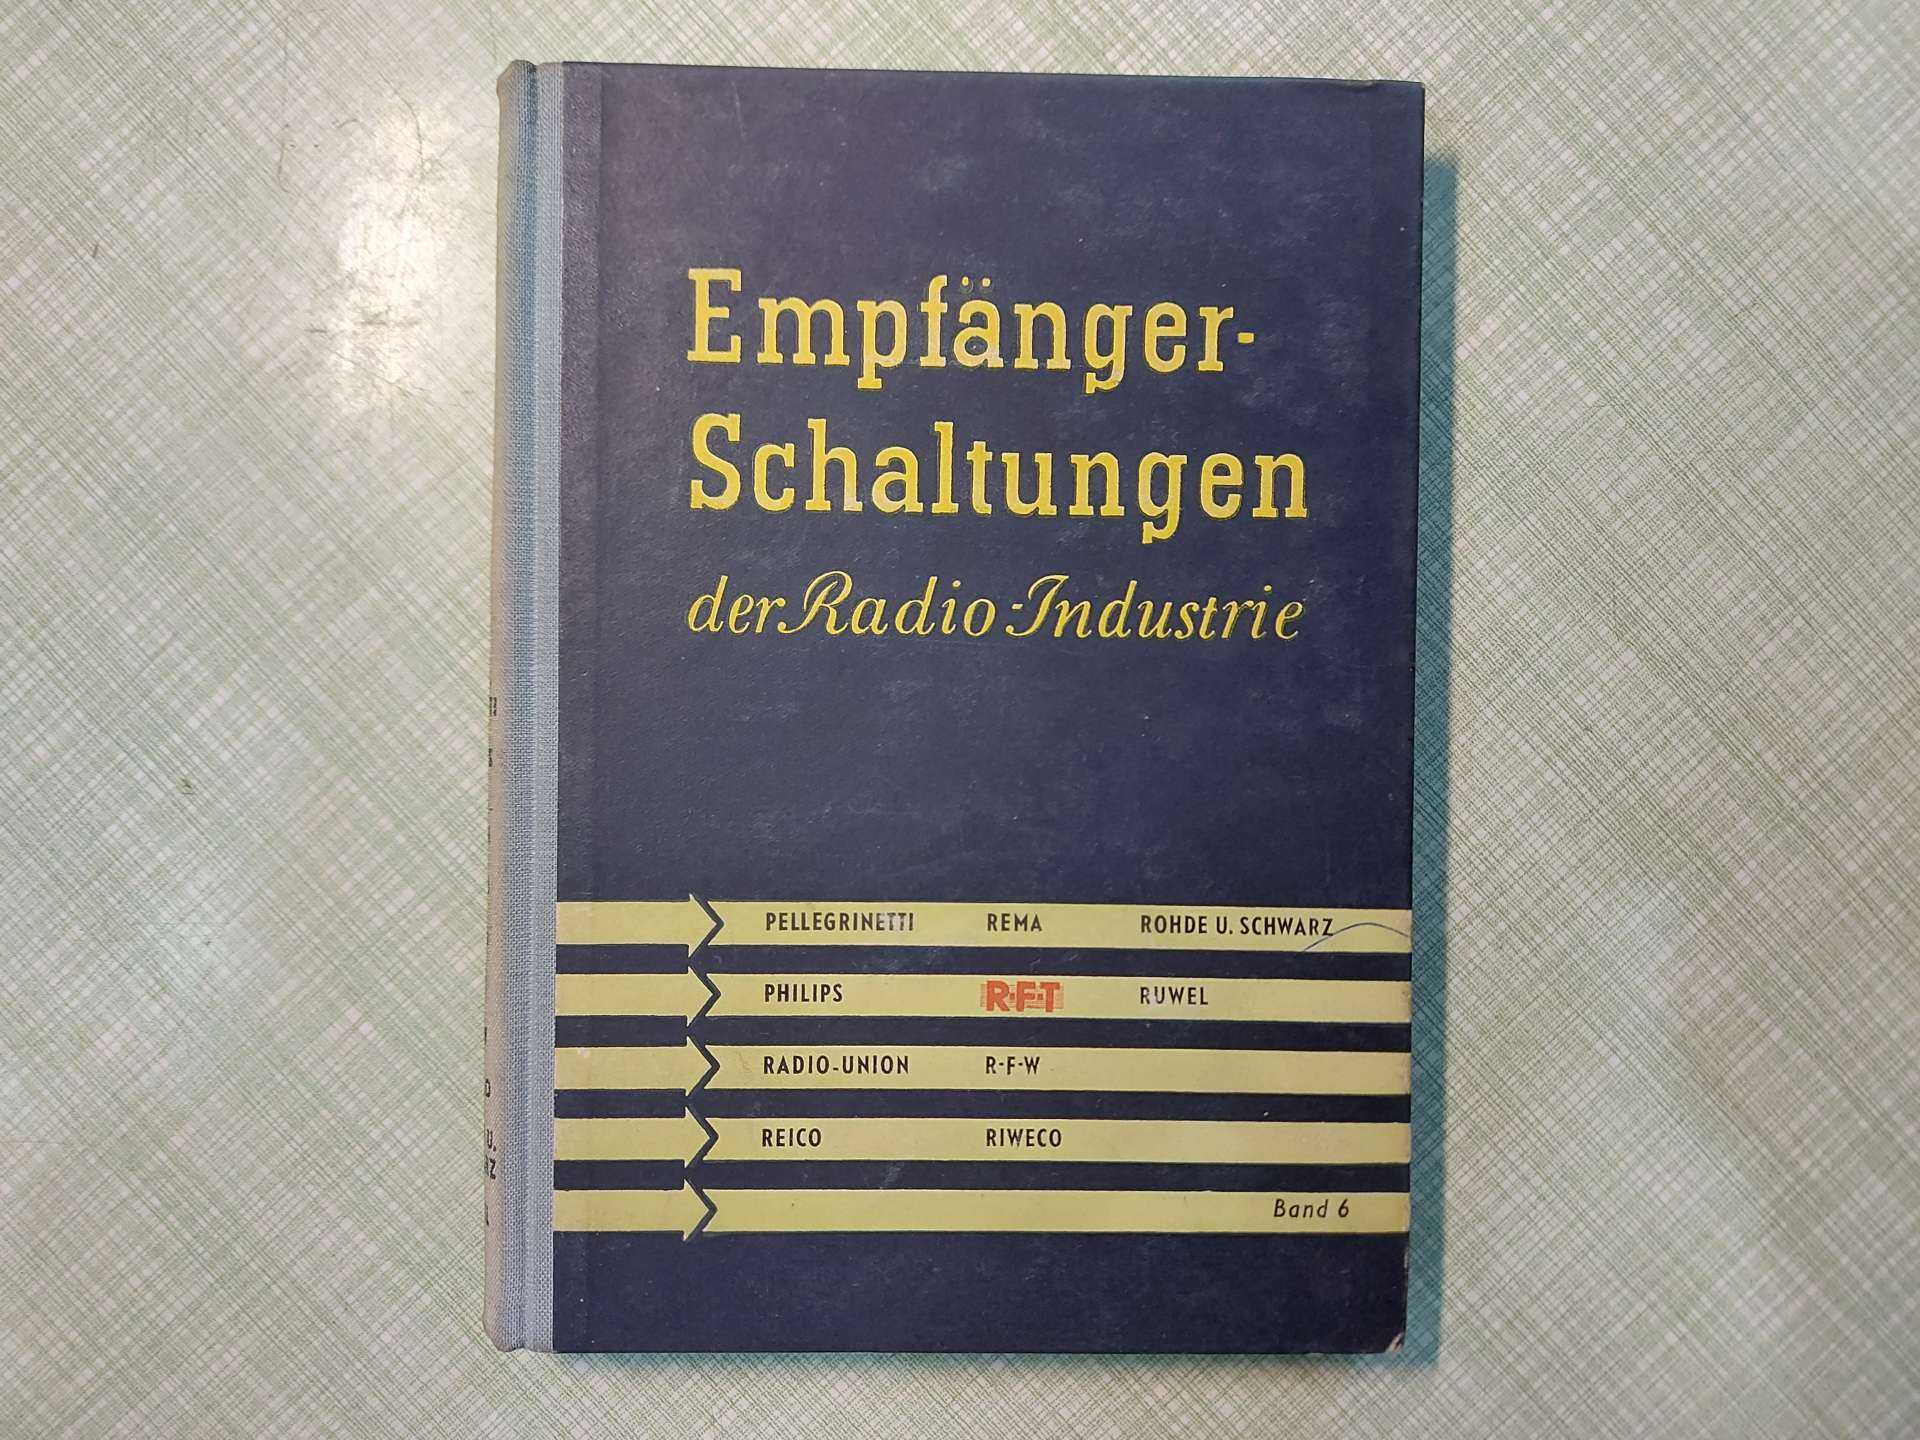 Empfänger-
Schaltungen
der Radio-Industrie
PELLEGRINETTI REMA ROHDE U. SCHWARZ
PHILIPS R·F·T RUWEL
RADIO-UNION R-F-W
REICO RIWECO
Band 6